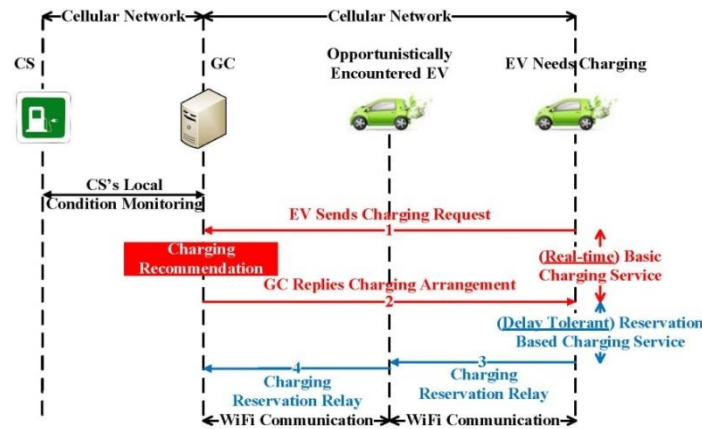 Cellular Network
Cellular Network
CS
GC
Opportunistically
Encountered EV
EV Needs Charging
CS's Local
Condition Monitoring
EV Sends Charging Request
1
Charging
Recommendation
(Real-time) Basic
Charging Service
GC Replies Charging Arrangement
2
(Delay Tolerant) Reservation
Based Charging Service
4
3
Charging
Reservation Relay
Charging
Reservation Relay
WiFi Communication
WiFi Communication